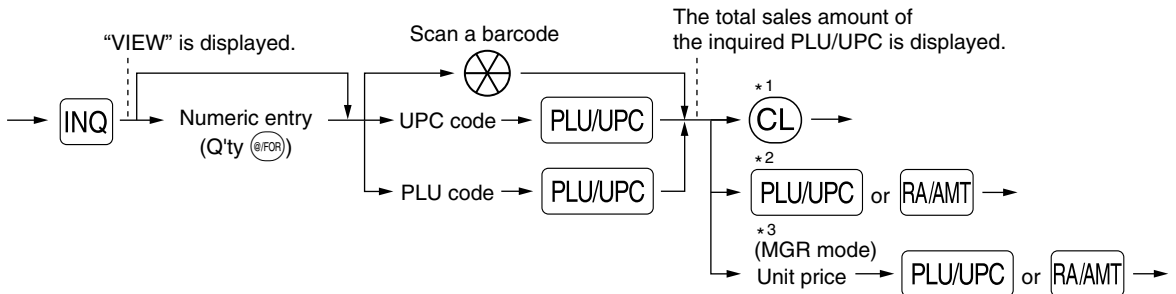 The total sales amount of
the inquired PLU/UPC is displayed.
“VIEW” is displayed.
Scan a barcode
INQ
Numeric entry
(Q'ty @/FOR)
UPC code
PLU/UPC
PLU code
PLU/UPC
*1
CL
*2
PLU/UPC or RA/AMT
*3
(MGR mode)
Unit price
PLU/UPC or RA/AMT